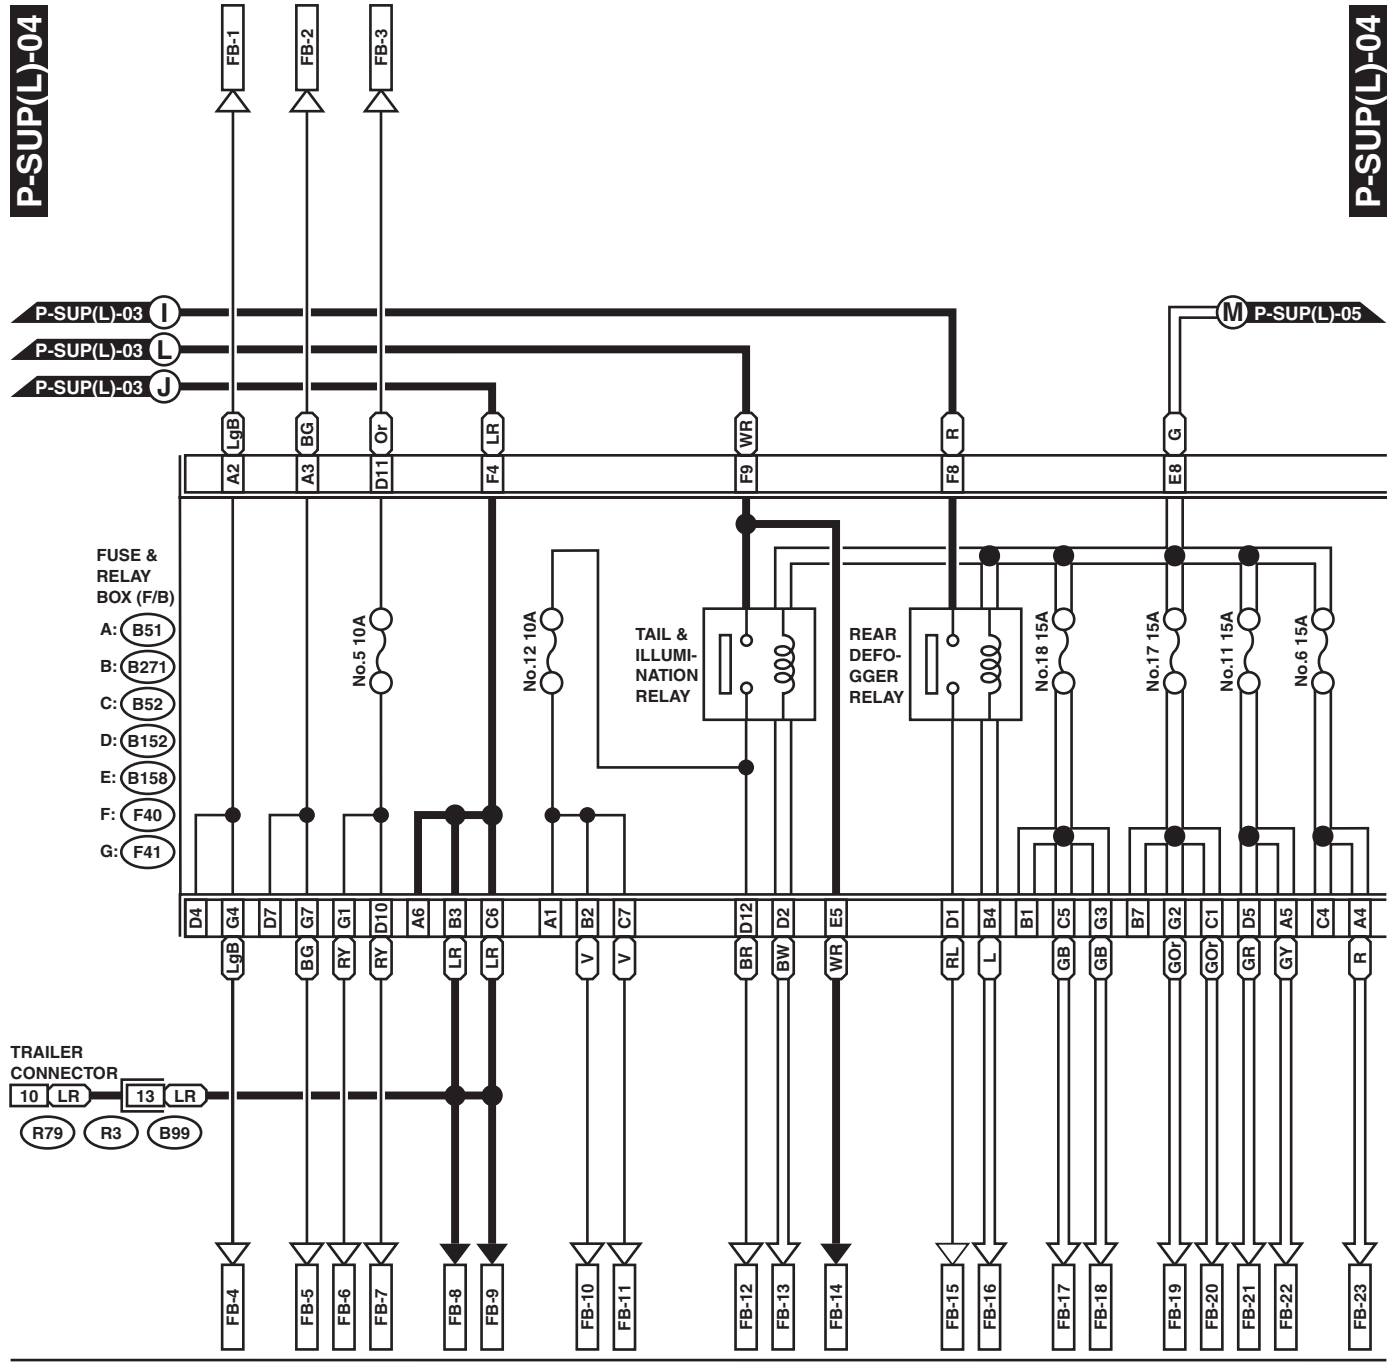 P-SUP(L)-04
P-SUP(L)-04
FB-1
FB-2
FB-3
P-SUP(L)-03 I
M P-SUP(L)-05
P-SUP(L)-03 L
P-SUP(L)-03 J
LgB
BG
Or
LR
WR
R
G
A2
A3
D11
F4
F9
F8
E8
FUSE &
RELAY
BOX (F/B)
A: B51
B: B271
C: B52
D: B152
E: B158
F: F40
G: F41
No.5 10A
No.12 10A
TAIL &
ILLUMI-
NATION
RELAY
REAR
DEFO-
GGER
RELAY
No.18 15A
No.17 15A
No.11 15A
No.6 15A
D4
G4
D7
G7
G1
D10
A6
B3
C6
A1
B2
C7
D12
D2
E5
D1
B4
B1
C5
G3
B7
G2
C1
D5
A5
C4
A4
LgB
BG
RY
RY
LR
LR
V
V
BR
BW
WR
RL
L
GB
GB
GOr
GOr
GR
GY
R
TRAILER
CONNECTOR
10 LR 13 LR
R79 R3 B99
FB-4
FB-5
FB-6
FB-7
FB-8
FB-9
FB-10
FB-11
FB-12
FB-13
FB-14
FB-15
FB-16
FB-17
FB-18
FB-19
FB-20
FB-21
FB-22
FB-23